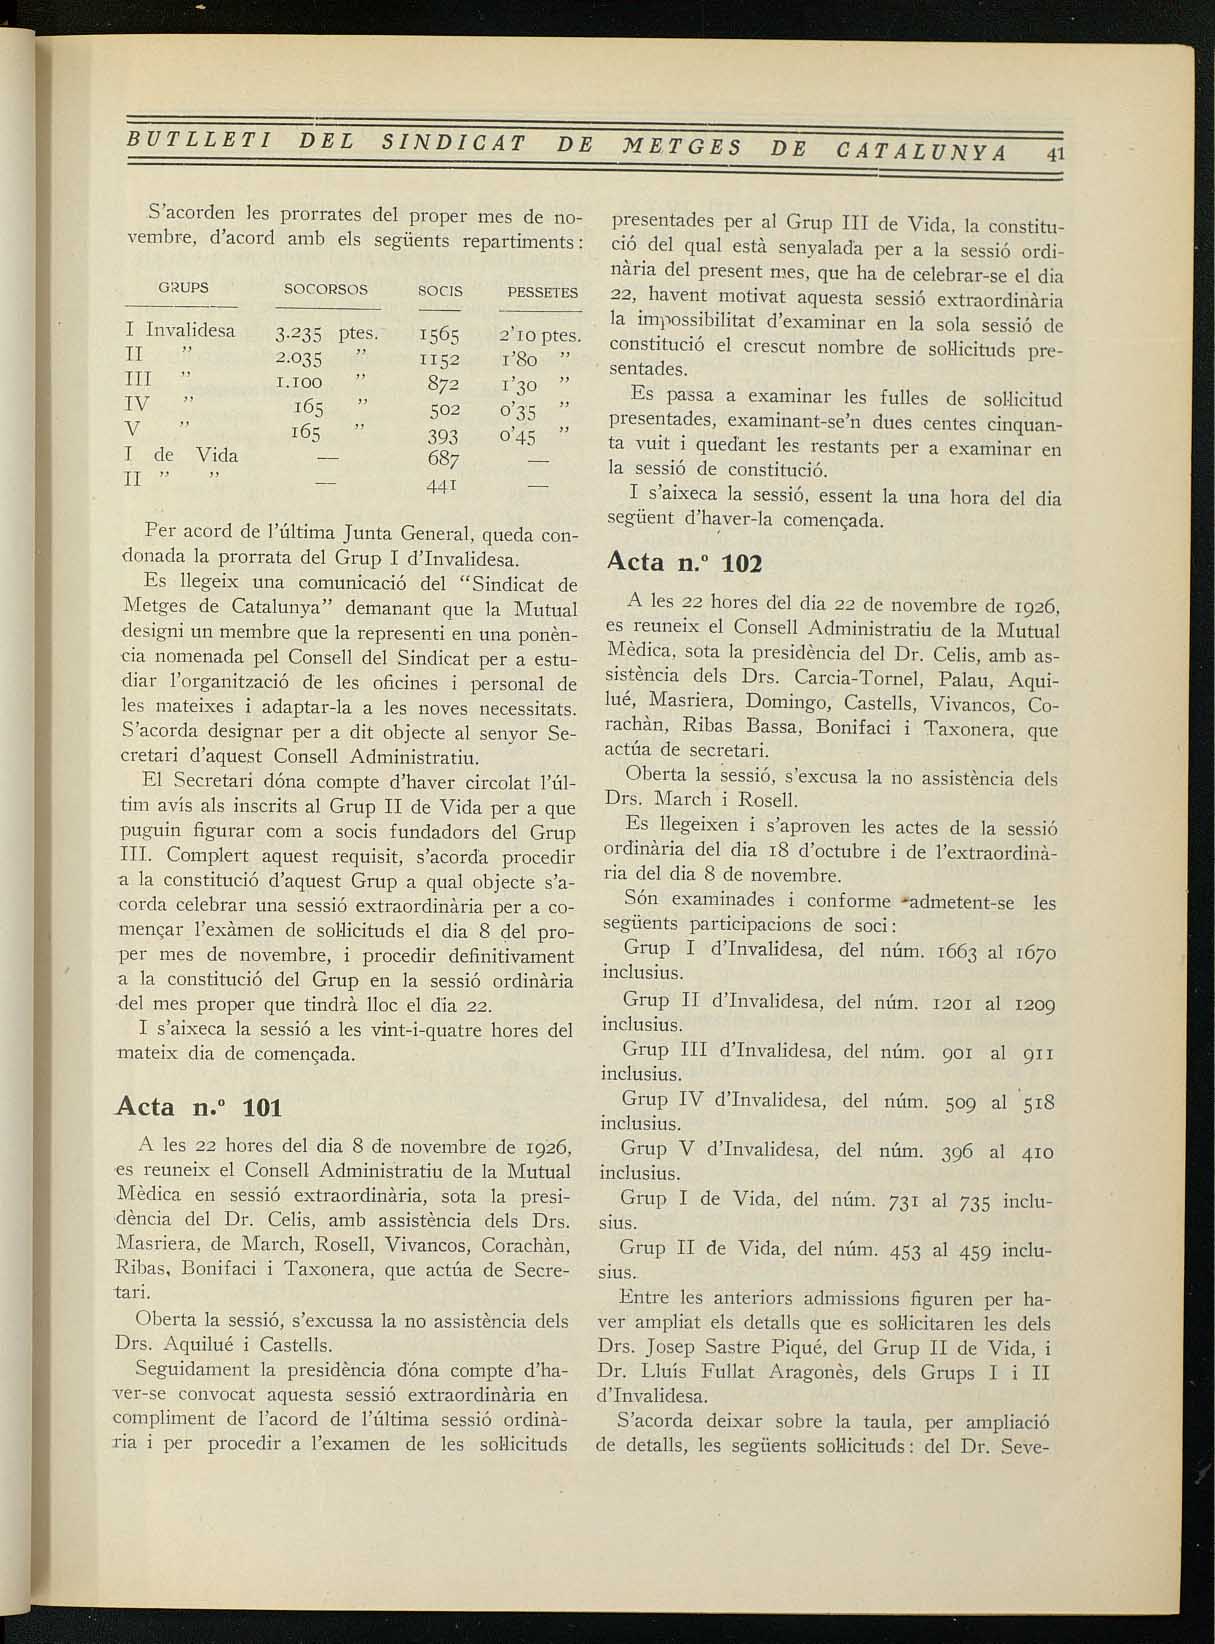 BUTLLETI DEL SINDICAT DE METGES DE CATALUNYA 41
S'acorden les prorrates del proper mes de no-
vembre, d'acord amb els següents repartiments:
GRUPS SOCORSOS SOCIS PESSETES
I Invalidesa 3.235 ptes. 1565 2'10 ptes.
II " 2.035 " 1152 1'80 "
III " 1.100 " 872 1'30 "
IV " 165 " 502 0'35 "
V " 165 " 393 0'45 "
I de Vida — 687 —
II " " — 441 —
Per acord de l'última Junta General, queda con-
donada la prorrata del Grup I d'Invalidesa.
Es llegeix una comunicació del "Sindicat de
Metges de Catalunya" demanant que la Mutual
designi un membre que la representi en una ponèn-
cia nomenada pel Consell del Sindicat per a estu-
diar l'organització de les oficines i personal de
les mateixes i adaptar-la a les noves necessitats.
S'acorda designar per a dit objecte al senyor Se-
cretari d'aquest Consell Administratiu.
El Secretari dóna compte d'haver circolat l'úl-
tim avís als inscrits al Grup II de Vida per a que
puguin figurar com a socis fundadors del Grup
III. Complert aquest requisit, s'acorda procedir
a la constitució d'aquest Grup a qual objecte s'a-
corda celebrar una sessió extraordinària per a co-
mençar l'exàmen de sol·licituds el dia 8 del pro-
per mes de novembre, i procedir definitivament
a la constitució del Grup en la sessió ordinària
del mes proper que tindrà lloc el dia 22.
I s'aixeca la sessió a les vint-i-quatre hores del
mateix dia de començada.
Acta n.º 101
A les 22 hores del dia 8 de novembre de 1926,
es reuneix el Consell Administratiu de la Mutual
Mèdica en sessió extraordinària, sota la presi-
dència del Dr. Celis, amb assistència dels Drs.
Masriera, de March, Rosell, Vivancos, Corachàn,
Ribas, Bonifaci i Taxonera, que actúa de Secre-
tari.
Oberta la sessió, s'excussa la no assistència dels
Drs. Aquilué i Castells.
Seguidament la presidència dóna compte d'ha-
ver-se convocat aquesta sessió extraordinària en
compliment de l'acord de l'última sessió ordinà-
ria i per procedir a l'examen de les sol·licituds
presentades per al Grup III de Vida, la constitu-
ció del qual està senyalada per a la sessió ordi-
nària del present mes, que ha de celebrar-se el dia
22, havent motivat aquesta sessió extraordinària
la impossibilitat d'examinar en la sola sessió de
constitució el crescut nombre de sol·licituds pre-
sentades.
Es passa a examinar les fulles de sol·licitud
presentades, examinant-se'n dues centes cinquan-
ta vuit i quedant les restants per a examinar en
la sessió de constitució.
I s'aixeca la sessió, essent la una hora del dia
següent d'haver-la començada.
Acta n.º 102
A les 22 hores del dia 22 de novembre de 1926,
es reuneix el Consell Administratiu de la Mutual
Mèdica, sota la presidència del Dr. Celis, amb as-
sistència dels Drs. Carcia-Tornel, Palau, Aqui-
lué, Masriera, Domingo, Castells, Vivancos, Co-
rachàn, Ribas Bassa, Bonifaci i Taxonera, que
actúa de secretari.
Oberta la sessió, s'excusa la no assistència dels
Drs. March i Rosell.
Es llegeixen i s'aproven les actes de la sessió
ordinària del dia 18 d'octubre i de l'extraordinà-
ria del dia 8 de novembre.
Són examinades i conforme admetent-se les
següents participacions de soci:
Grup I d'Invalidesa, del núm. 1663 al 1670
inclusius.
Grup II d'Invalidesa, del núm. 1201 al 1209
inclusius.
Grup III d'Invalidesa, del núm. 901 al 911
inclusius.
Grup IV d'Invalidesa, del núm. 509 al 518
inclusius.
Grup V d'Invalidesa, del núm. 396 al 410
inclusius.
Grup I de Vida, del núm. 731 al 735 inclu-
sius.
Grup II de Vida, del núm. 453 al 459 inclu-
sius.
Entre les anteriors admissions figuren per ha-
ver ampliat els detalls que es sol·licitaren les dels
Drs. Josep Sastre Piqué, del Grup II de Vida, i
Dr. Lluís Fullat Aragonès, dels Grups I i II
d'Invalidesa.
S'acorda deixar sobre la taula, per ampliació
de detalls, les següents sol·licituds: del Dr. Seve-